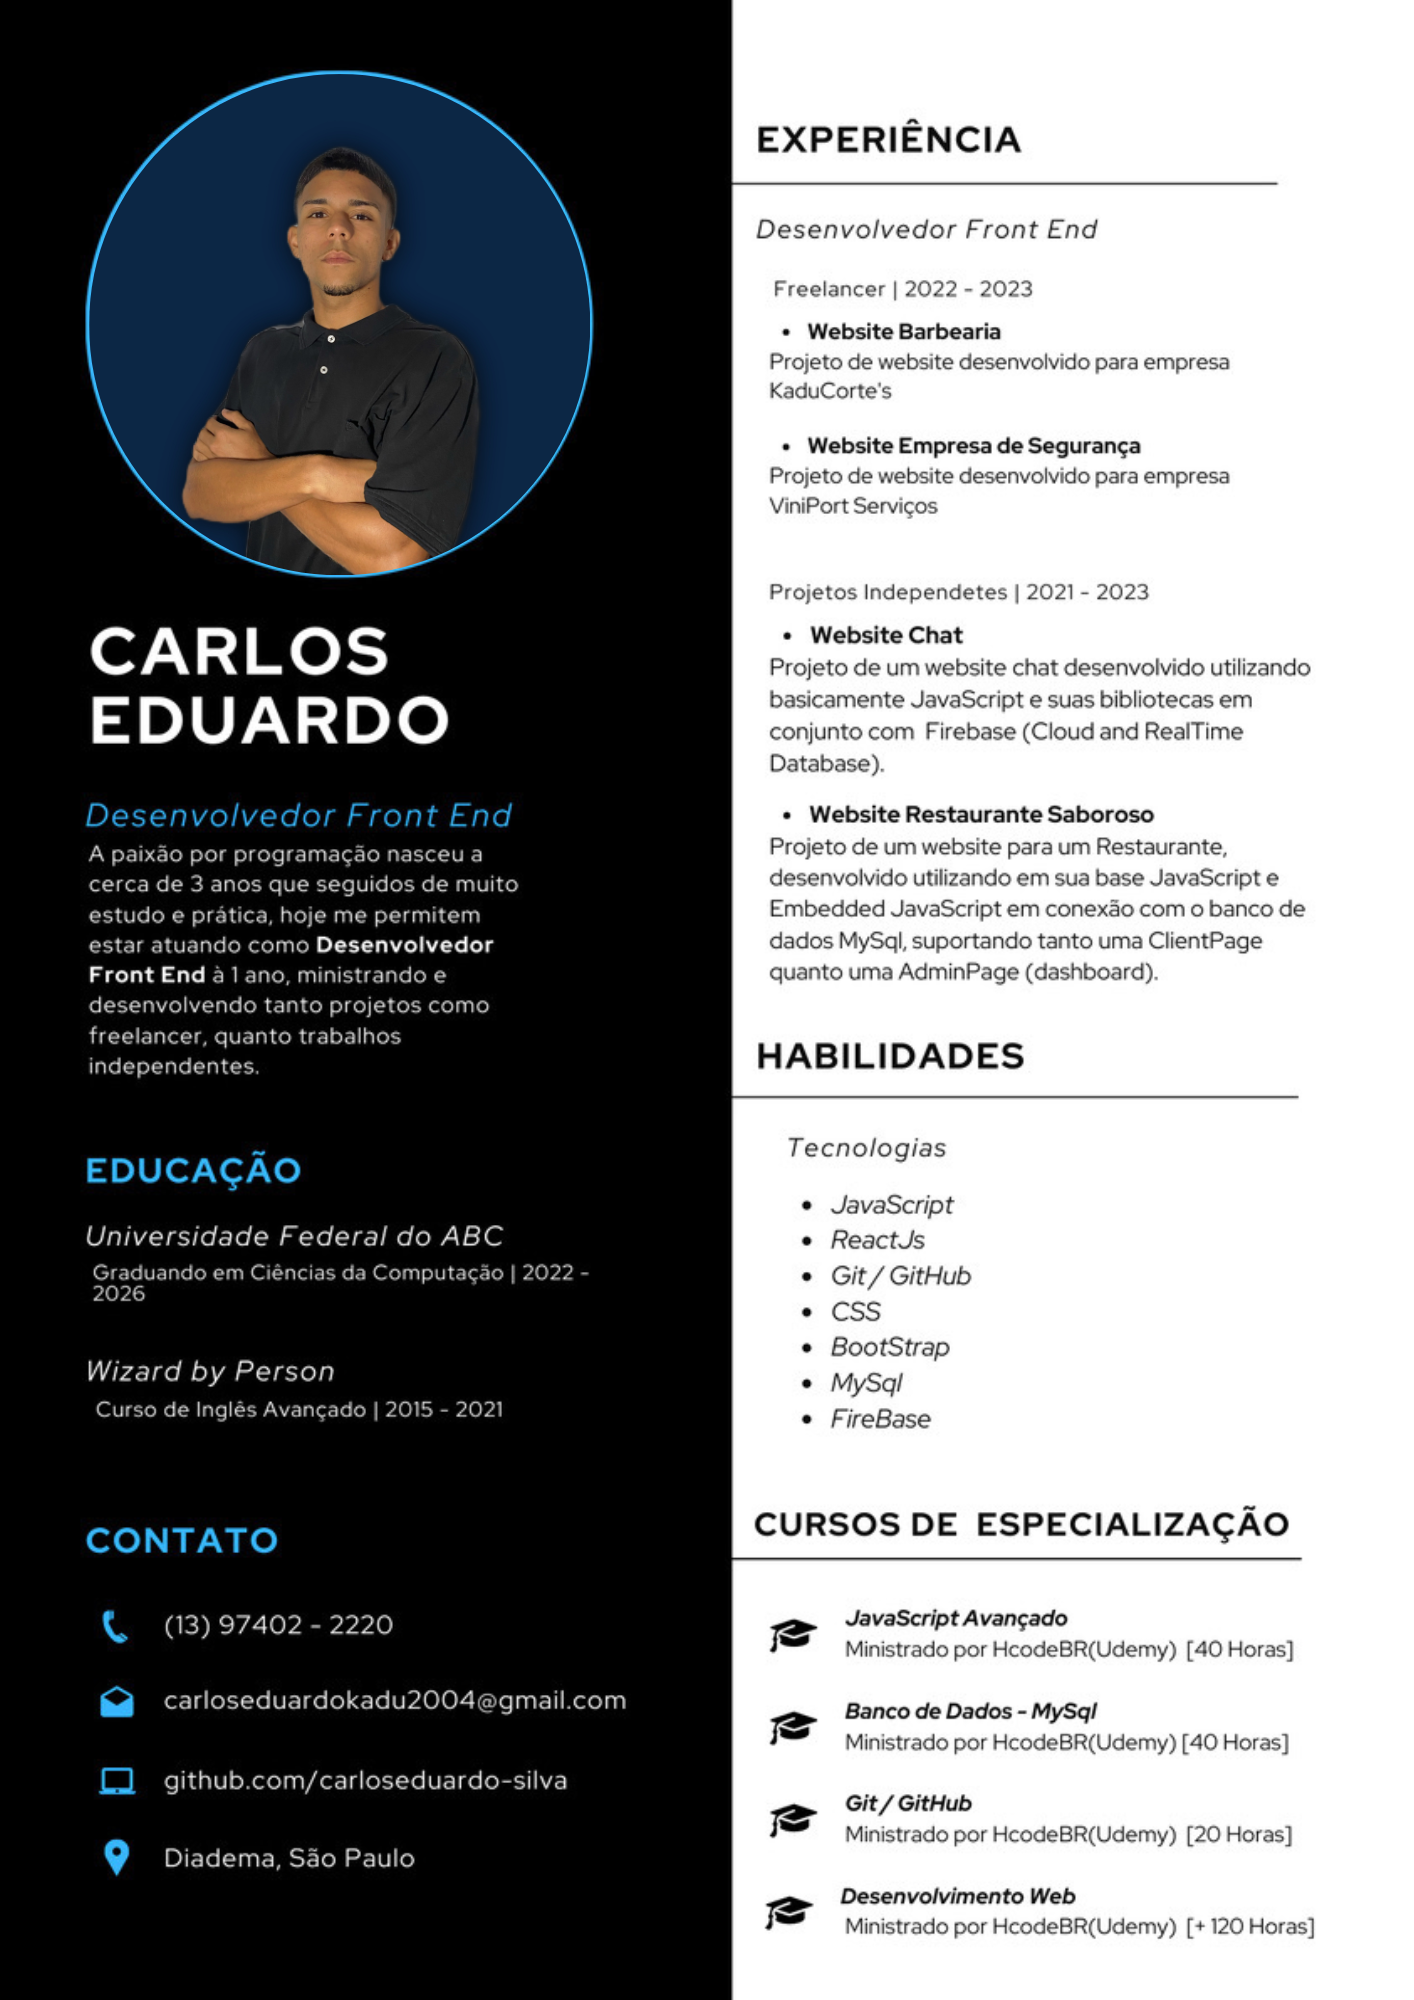 CARLOS
EDUARDO
Desenvolvedor Front End
A paixão por programação nasceu a
cerca de 3 anos que seguidos de muito
estudo e prática, hoje me permitem
estar atuando como Desenvolvedor
Front End à 1 ano, ministrando e
desenvolvendo tanto projetos como
freelancer, quanto trabalhos
independentes.
EDUCAÇÃO
Universidade Federal do ABC
Graduando em Ciências da Computação | 2022 -
2026
Wizard by Person
Curso de Inglês Avançado | 2015 - 2021
CONTATO
(13) 97402 - 2220
carloseduardokadu2004@gmail.com
github.com/carloseduardo-silva
Diadema, São Paulo
EXPERIÊNCIA
Desenvolvedor Front End
Freelancer | 2022 - 2023
• Website Barbearia
Projeto de website desenvolvido para empresa
KaduCorte's
• Website Empresa de Segurança
Projeto de website desenvolvido para empresa
ViniPort Serviços
Projetos Independetes | 2021 - 2023
• Website Chat
Projeto de um website chat desenvolvido utilizando
basicamente JavaScript e suas bibliotecas em
conjunto com Firebase (Cloud and RealTime
Database).
• Website Restaurante Saboroso
Projeto de um website para um Restaurante,
desenvolvido utilizando em sua base JavaScript e
Embedded JavaScript em conexão com o banco de
dados MySql, suportando tanto uma ClientPage
quanto uma AdminPage (dashboard).
HABILIDADES
Tecnologias
• JavaScript
• ReactJs
• Git / GitHub
• CSS
• BootStrap
• MySql
• FireBase
CURSOS DE ESPECIALIZAÇÃO
JavaScript Avançado
Ministrado por HcodeBR(Udemy) [40 Horas]
Banco de Dados - MySql
Ministrado por HcodeBR(Udemy) [40 Horas]
Git / GitHub
Ministrado por HcodeBR(Udemy) [20 Horas]
Desenvolvimento Web
Ministrado por HcodeBR(Udemy) [+ 120 Horas]